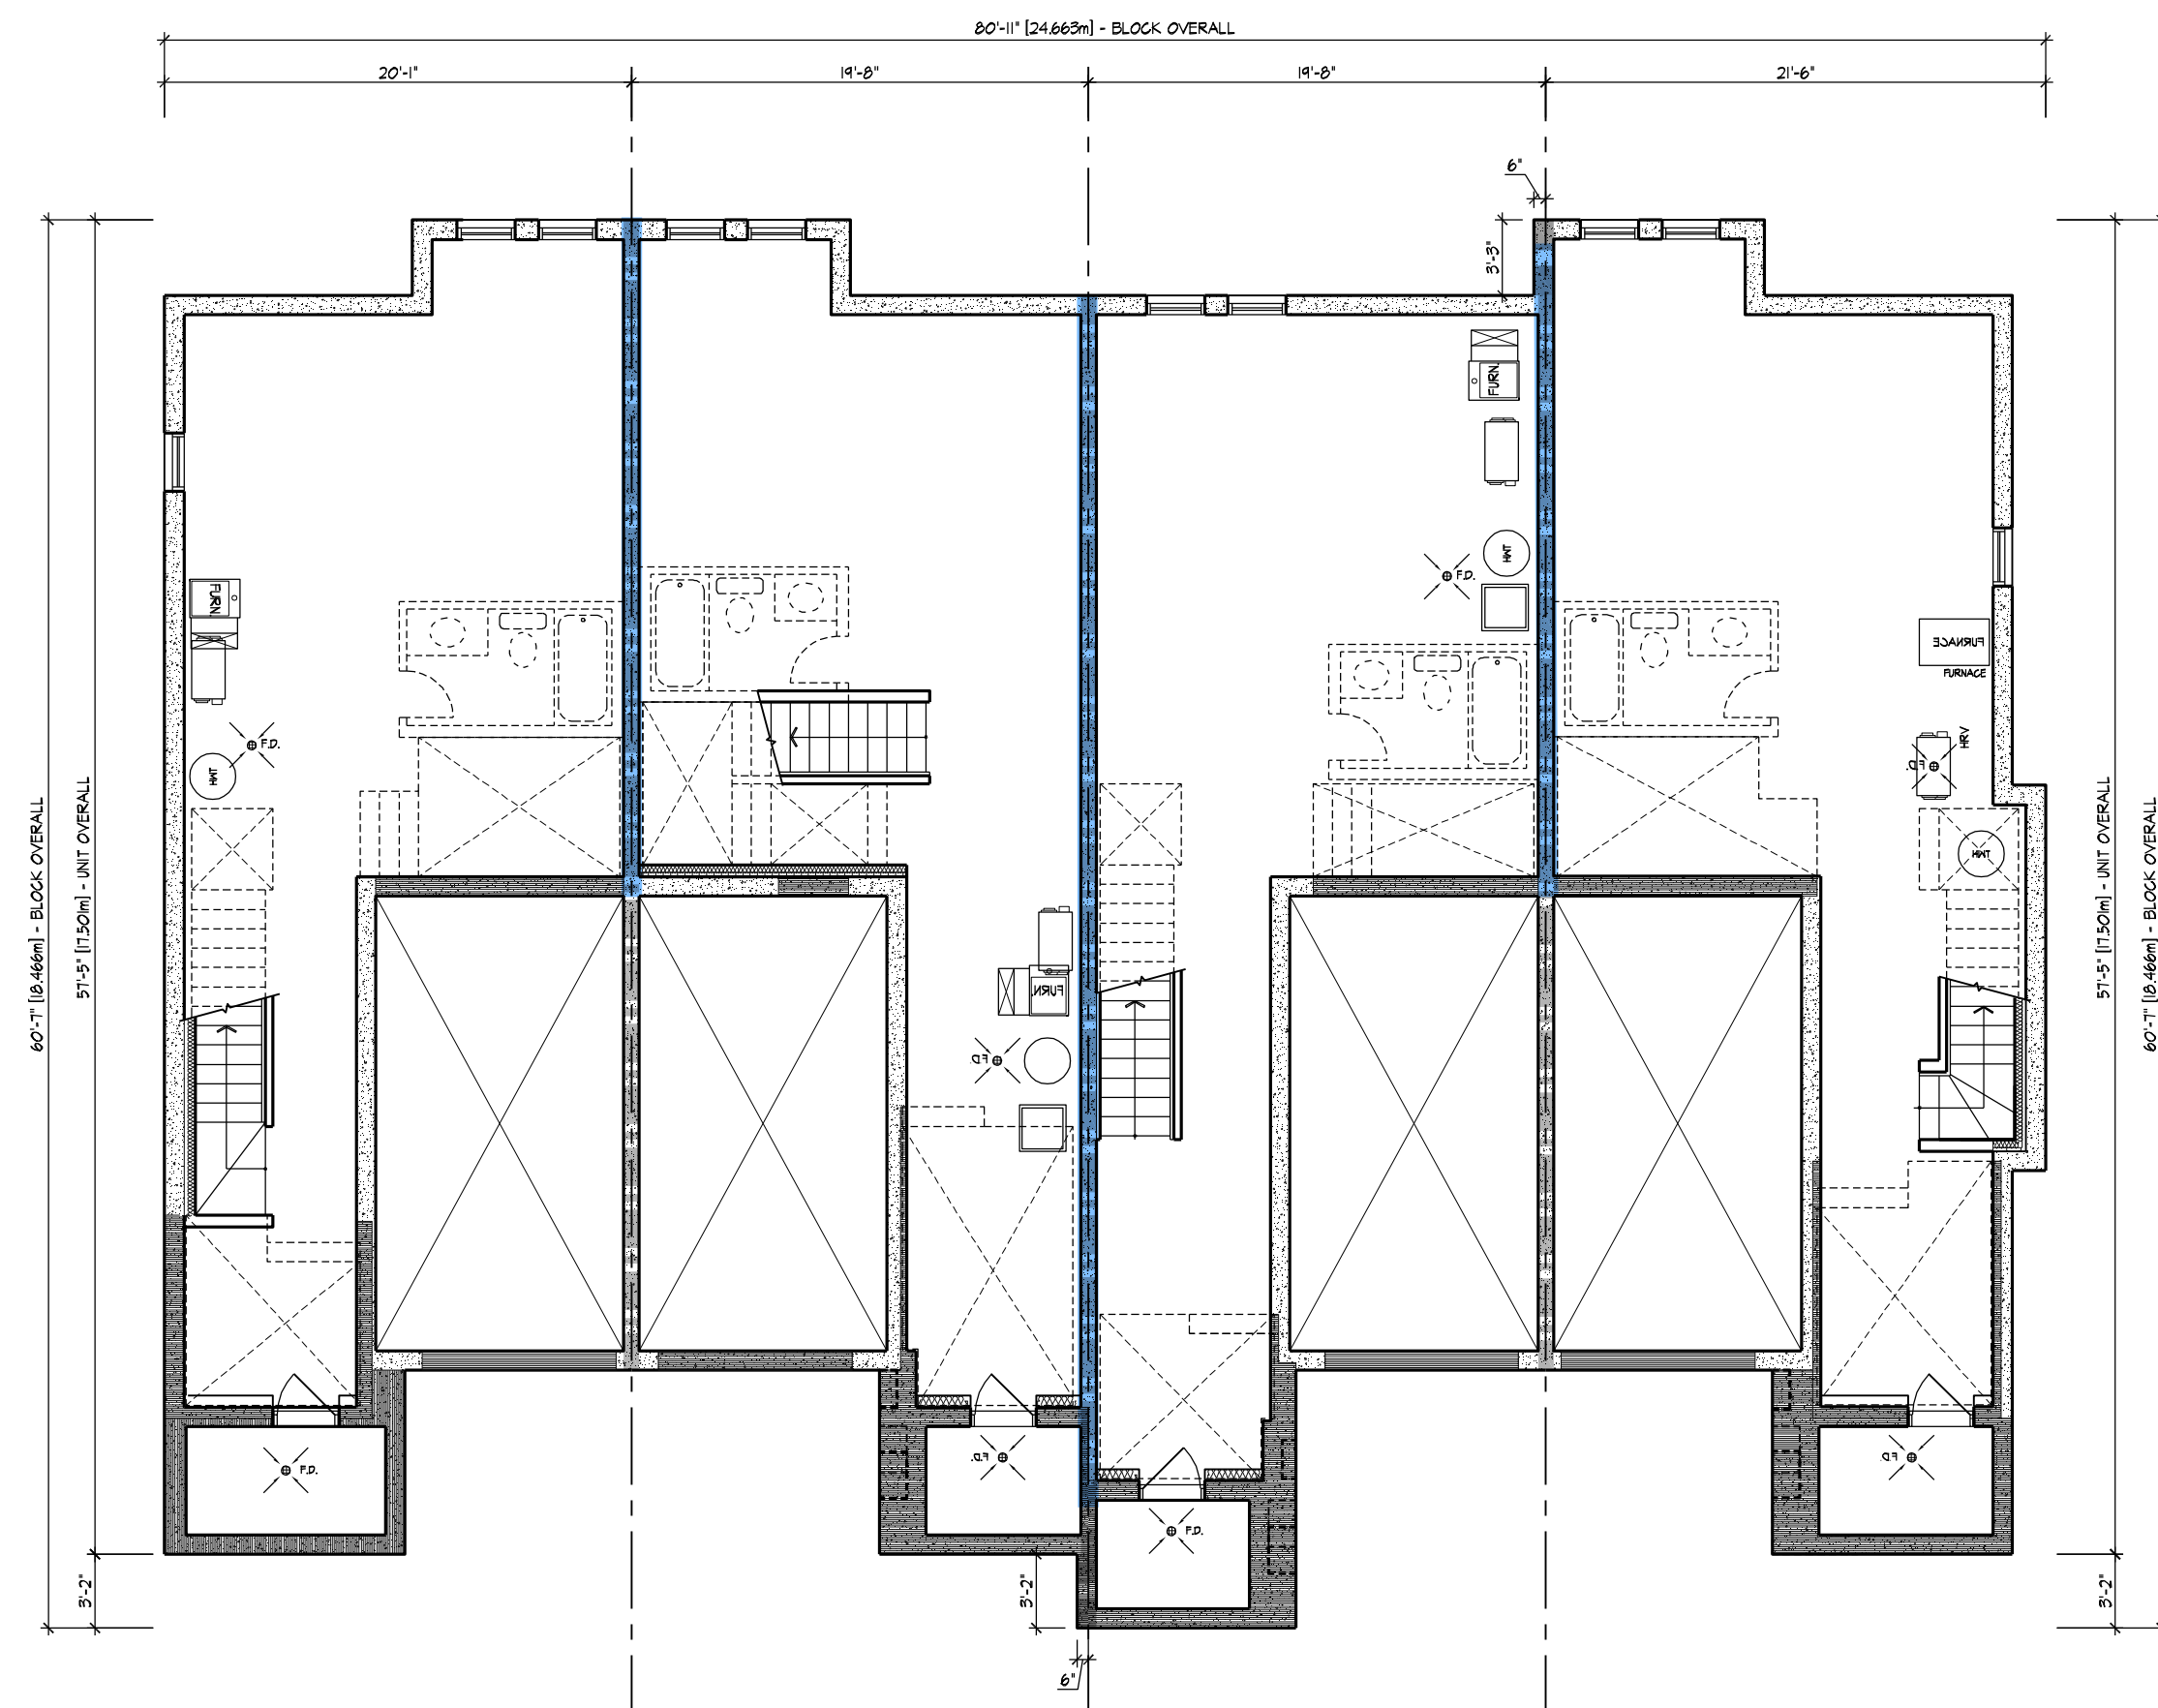 80'-11" [24.663m] - BLOCK OVERALL
20'-1"
19'-8"
19'-8"
21'-6"
6"
3'-3"
FURN.
HWT
F.D.
FURN.
FURNACE
FURNACE
HRV
F.D.
F.D.
HWT
HWT
60'-7" [18.466m] - BLOCK OVERALL
57'-5" [17.501m] - UNIT OVERALL
57'-5" [17.501m] - UNIT OVERALL
60'-7" [18.466m] - BLOCK OVERALL
FURN.
F.D.
F.D.
F.D.
F.D.
F.D.
3'-2"
3'-2"
3'-2"
6"